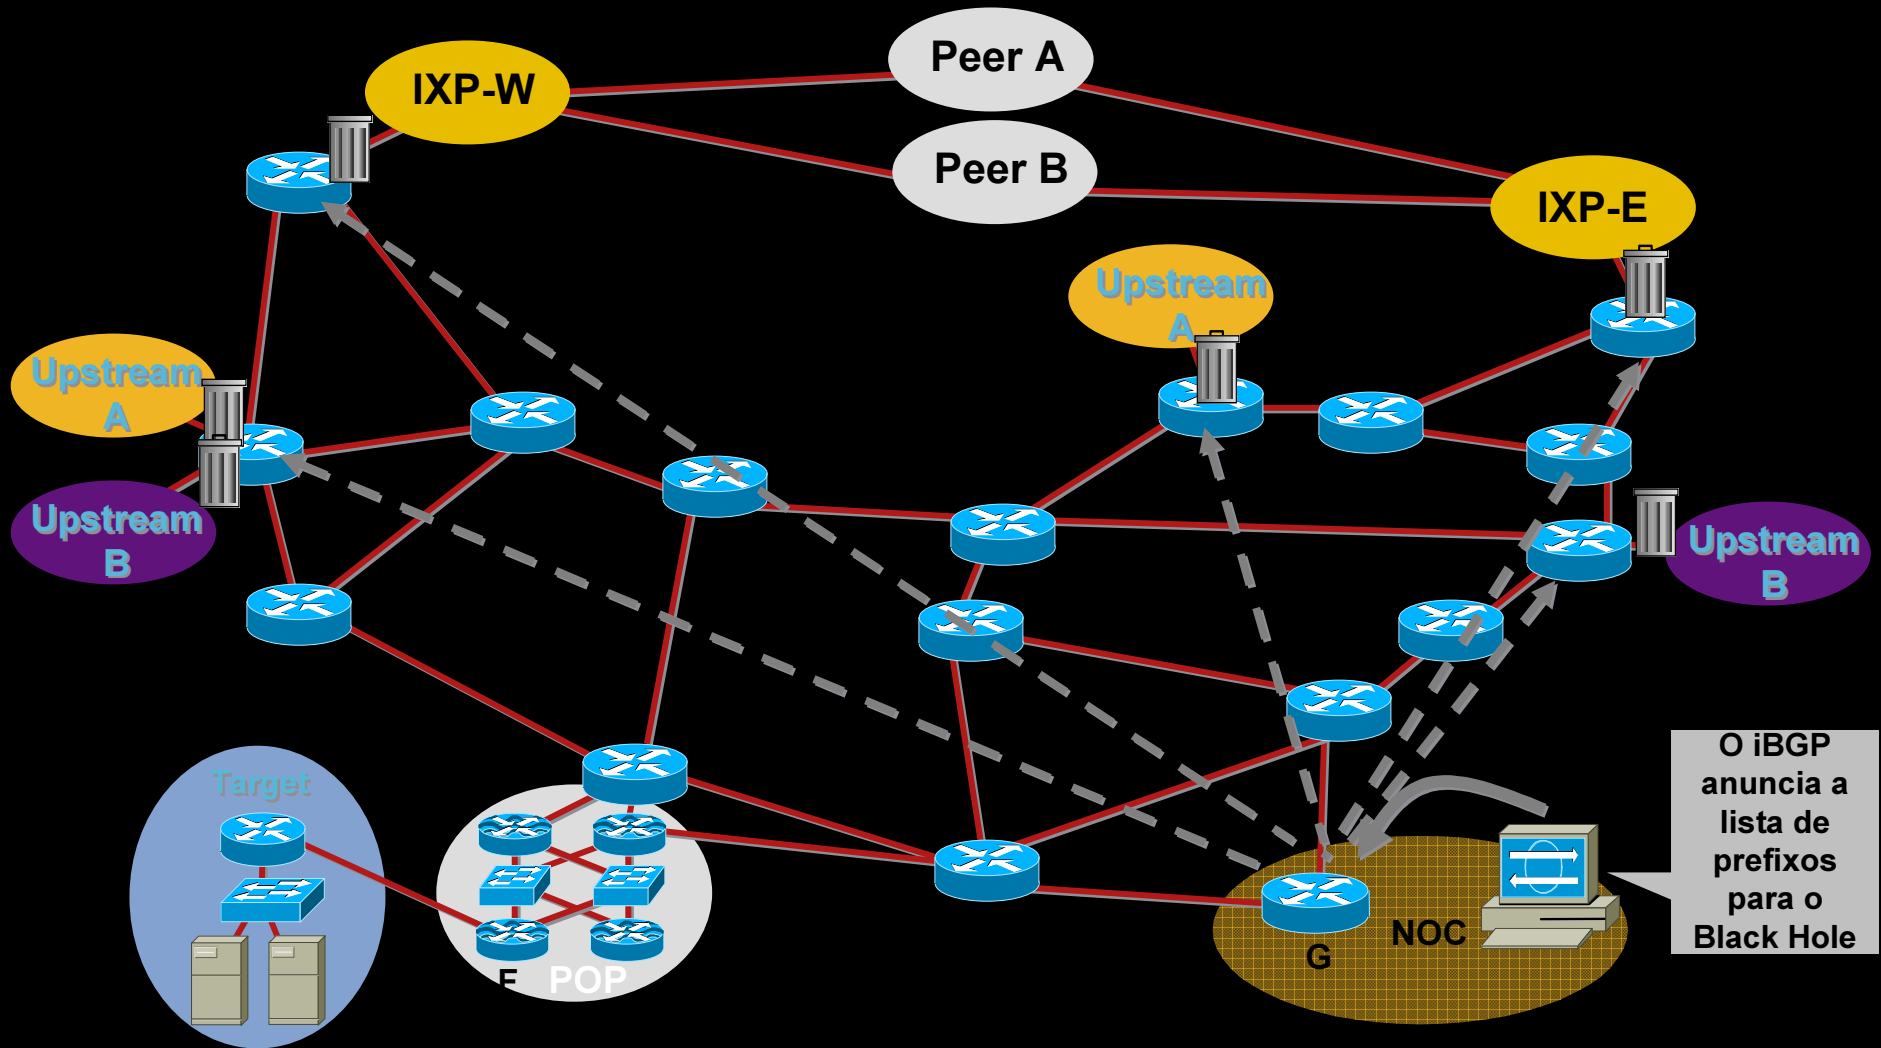 Peer A
IXP-W
Peer B
IXP-E
Upstream
A
Upstream
A
Upstream
B
Upstream
B
Target
O iBGP
anuncia a
lista de
prefixos
para o
Black Hole
NOC
G
F
POP